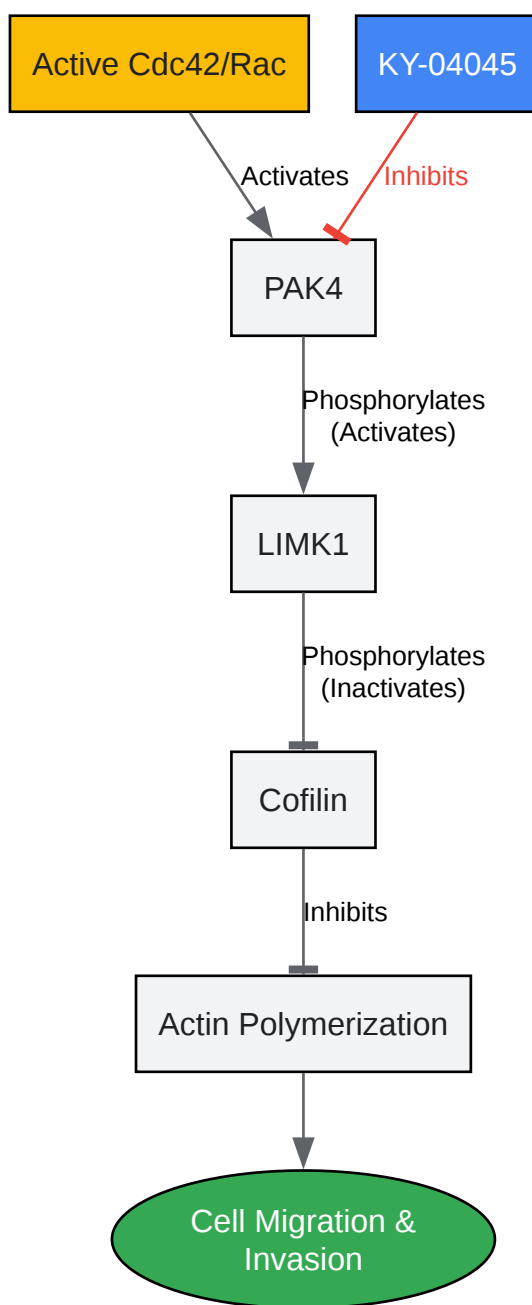 Active Cdc42/Rac
KY-04045
Activates
Inhibits
PAK4
Phosphorylates
(Activates)
LIMK1
Phosphorylates
(Inactivates)
Cofilin
Inhibits
Actin Polymerization
Cell Migration &
Invasion